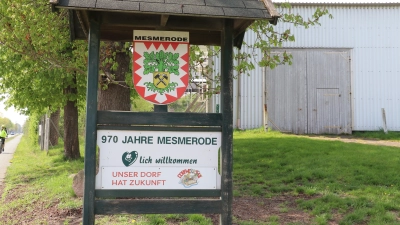 MESMERODE
970 JAHRE MESMERODE
lich willkommen
UNSER DORF
HAT ZUKUNFT